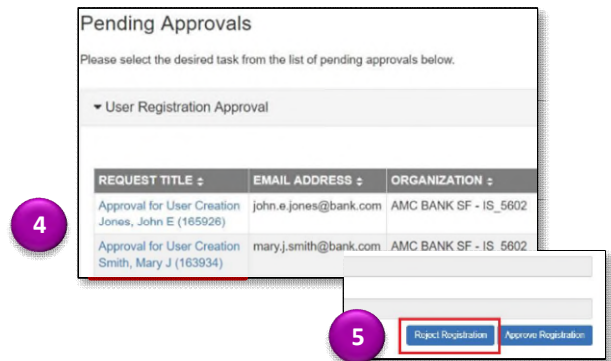 Pending Approvals
Please select the desired task from the list of pending approvals below.
User Registration Approval
REQUEST TITLE EMAIL ADDRESS ORGANIZATION
Approval for User Creation john.e.jones@bank.com AMC BANK SF - IS_5602
Jones, John E (165926)
4
Approval for User Creation mary.j.smith@bank.com AMC BANK SF - IS_5602
Smith, Mary J (163934)
5
Reject Registration Approve Registration